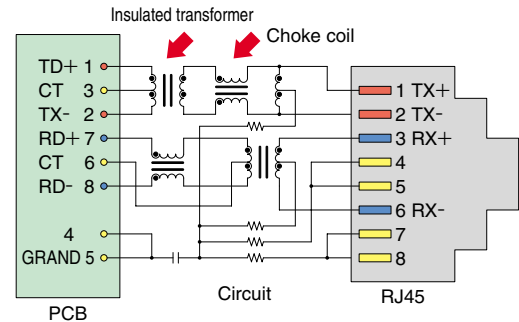 Insulated transformer
Choke coil
TD+ 1
CT 3
TX- 2
RD+ 7
CT 6
RD- 8
4
GRAND 5
PCB
Circuit
1 TX+
2 TX-
3 RX+
4
5
6 RX-
7
8
RJ45